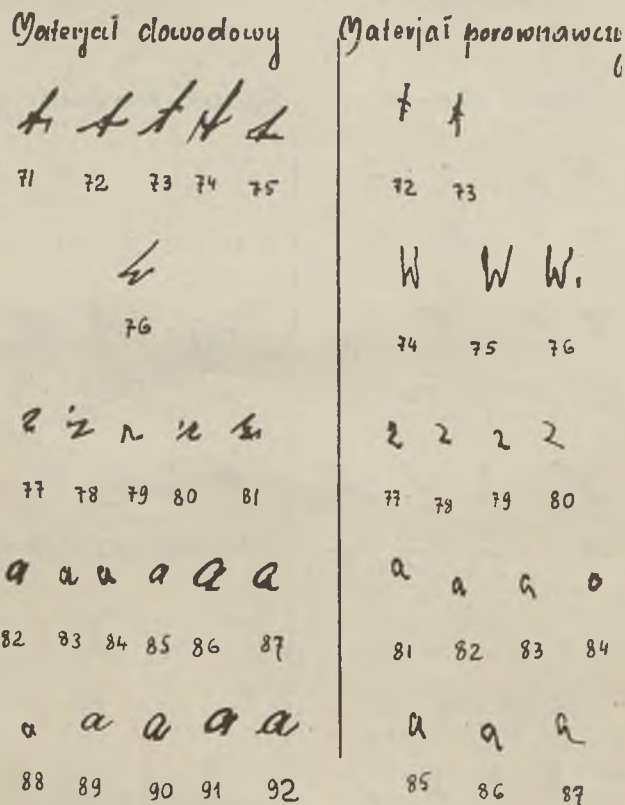 Materjał dowodowy
Materjał porownawczy
t t t t t
71 72 73 74 75
t t
72 73
w
76
W W W.
74 75 76
z ż z ż z
77 78 79 80 81
z z z z
77 78 79 80
a a a a a a
82 83 84 85 86 87
a a a a
81 82 83 84
a a a a a
88 89 90 91 92
a a a
85 86 87